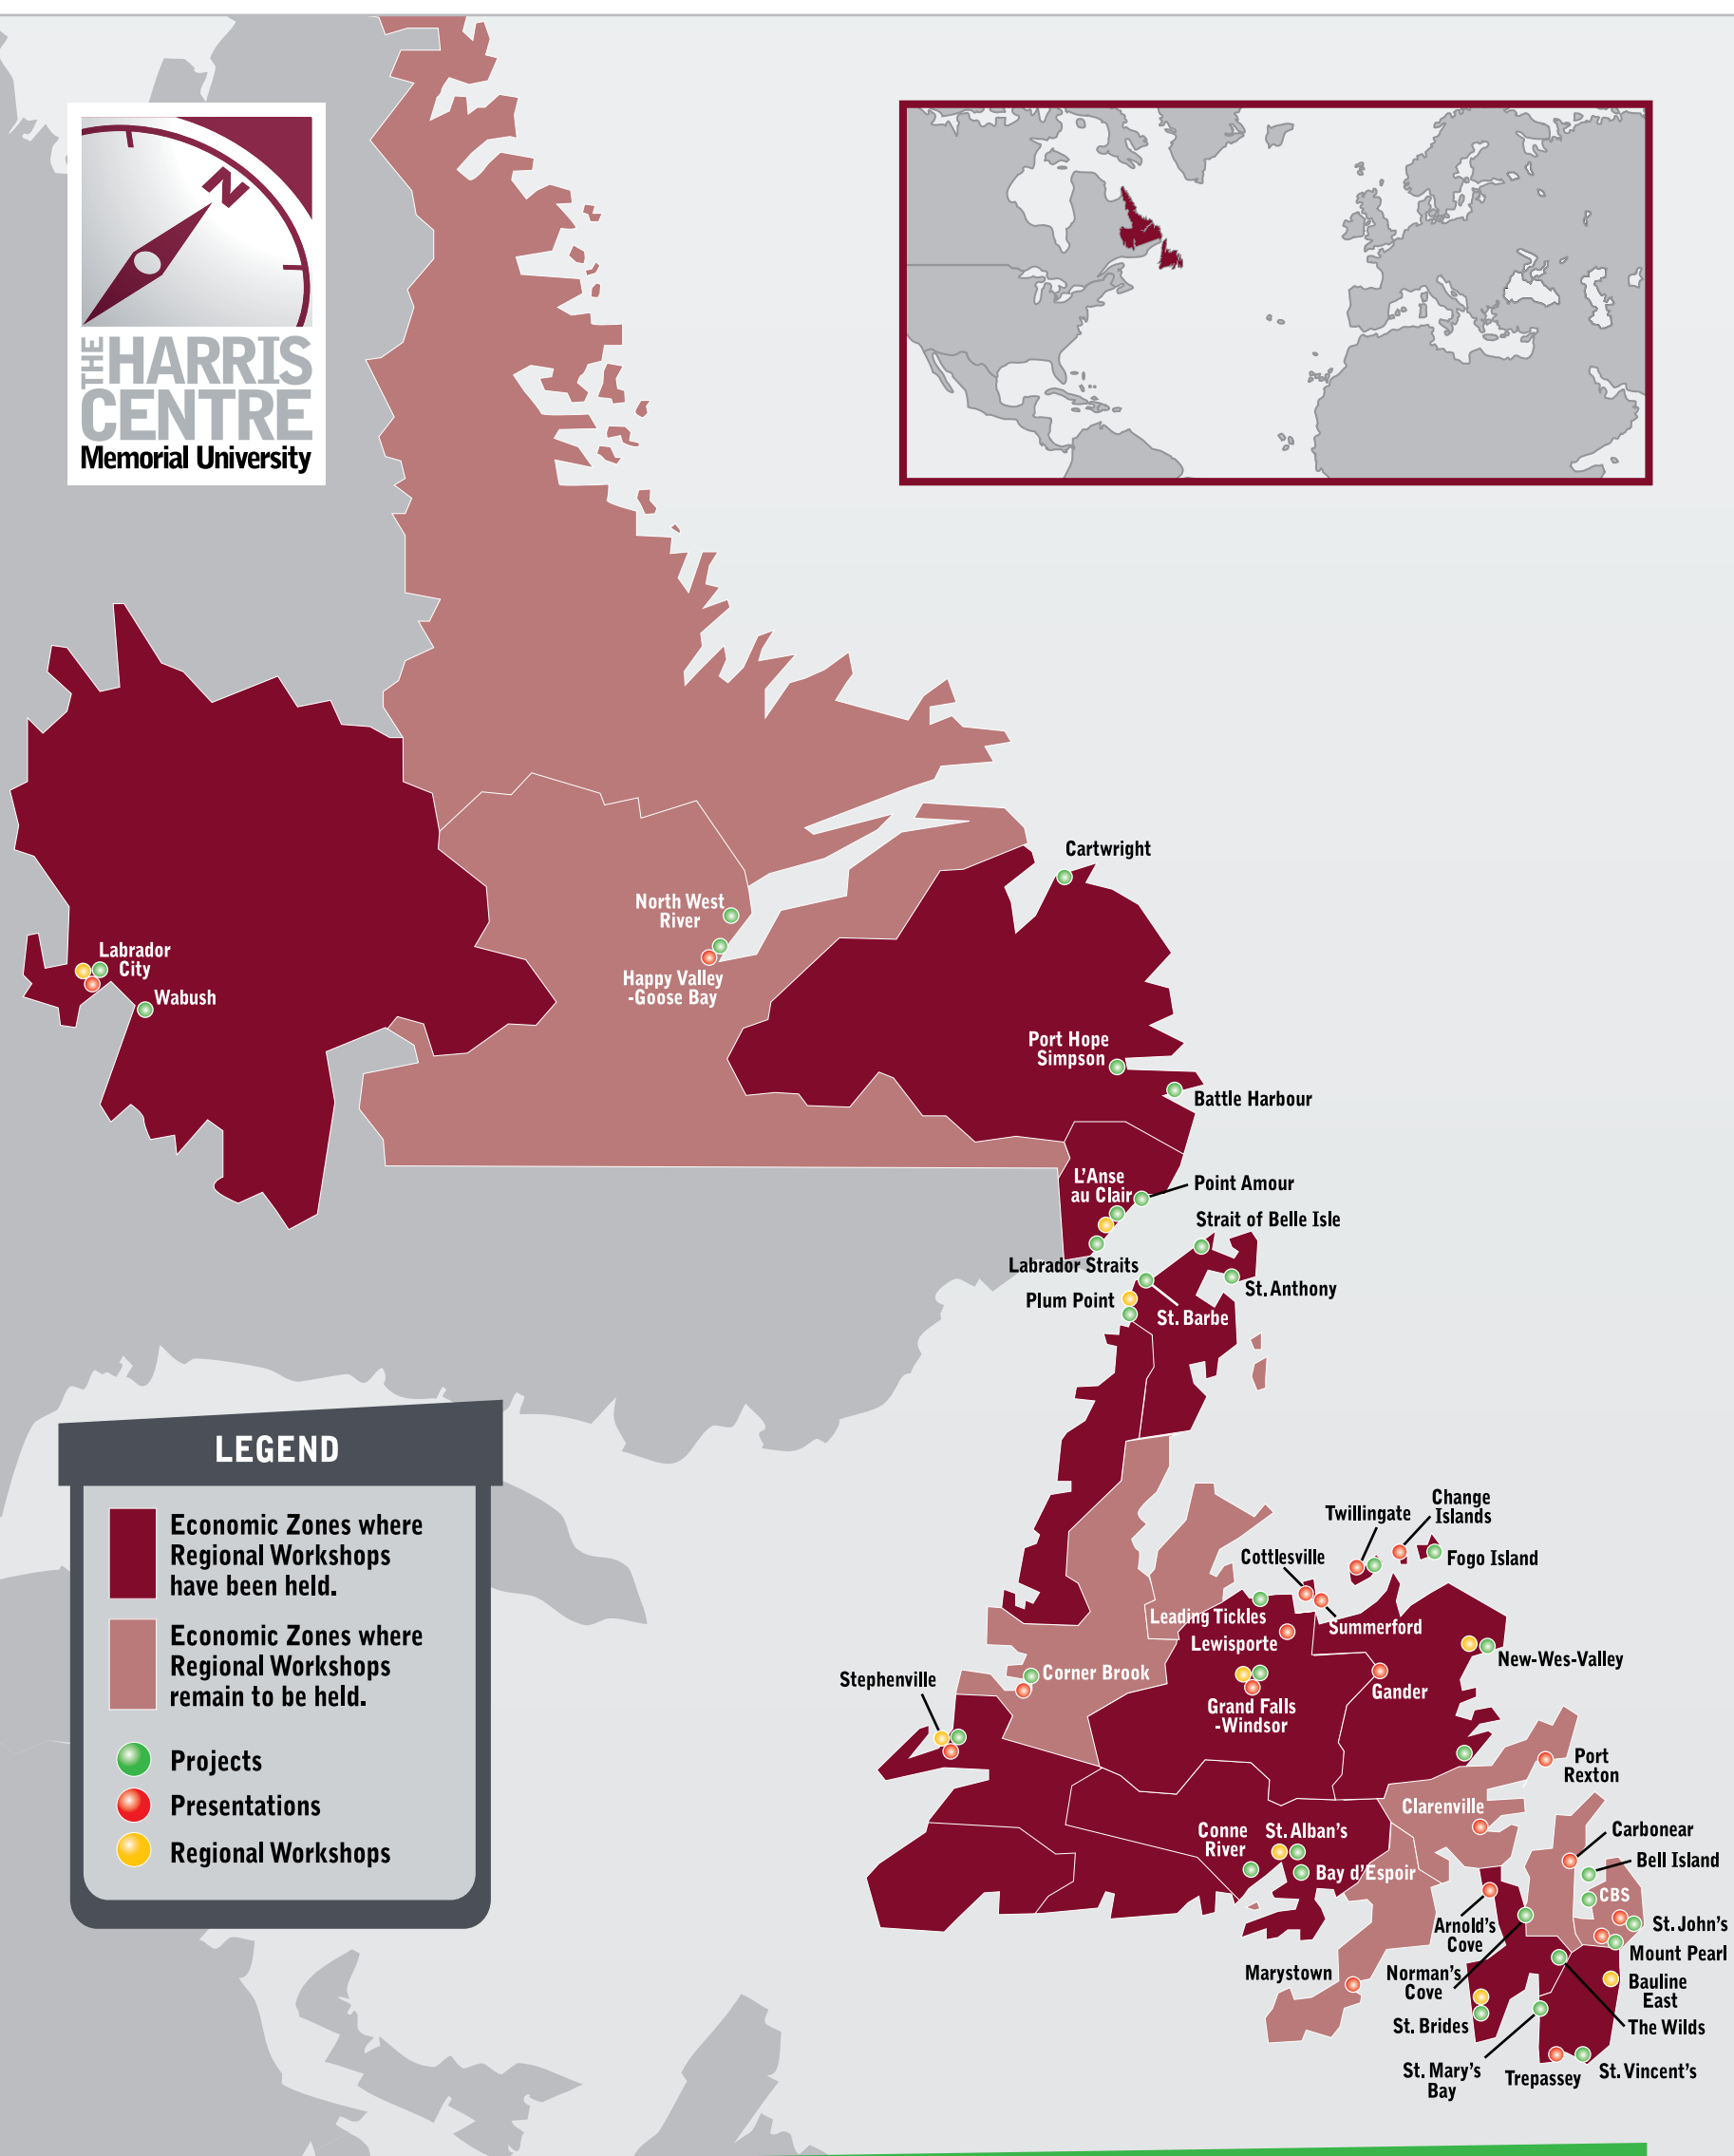 N
THE HARRIS
CENTRE
Memorial University
Cartwright
North West
River
Happy Valley
-Goose Bay
Labrador
City
Wabush
Port Hope
Simpson
Battle Harbour
L'Anse
au Clair
Point Amour
Strait of Belle Isle
Labrador Straits
St. Anthony
Plum Point
St. Barbe
LEGEND
Economic Zones where
Regional Workshops
have been held.
Economic Zones where
Regional Workshops
remain to be held.
Projects
Presentations
Regional Workshops
Change
Islands
Twillingate
Cottlesville
Fogo Island
Leading Tickles
Summerford
Lewisporte
New-Wes-Valley
Corner Brook
Stephenville
Gander
Grand Falls
-Windsor
Port
Rexton
Clarenville
Conne
River
St. Alban's
Bay d'Espoir
Carbonear
Bell Island
CBS
Arnold's
Cove
St. John's
Mount Pearl
Marystown
Norman's
Cove
Bauline
East
St. Brides
The Wilds
St. Mary's
Bay
Trepassey
St. Vincent's